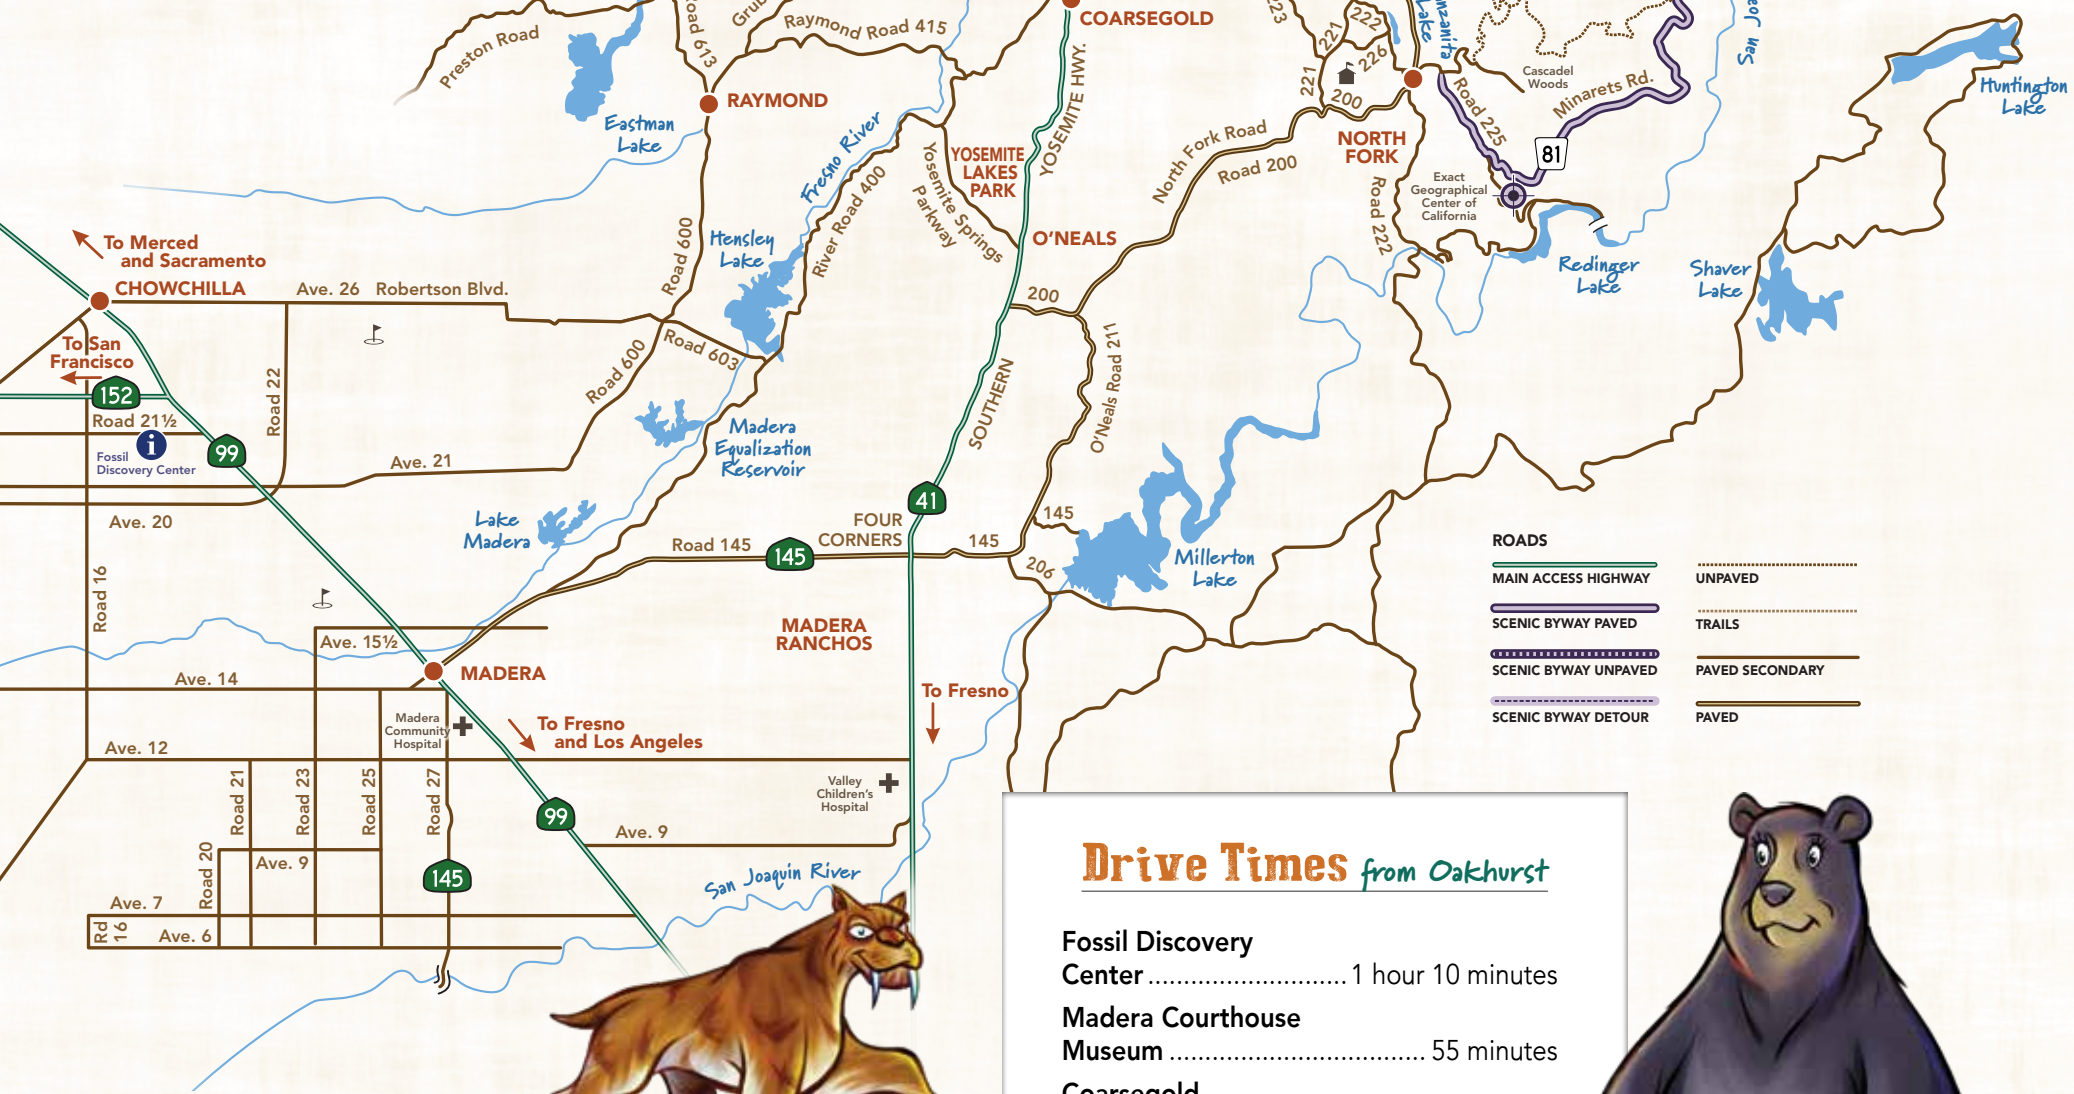 COARSEGOLD
Preston Road
Road 613
Raymond Road 415
RAYMOND
Eastman
Lake
Fresno River
River Road 400
YOSEMITE HWY.
YOSEMITE
LAKES
PARK
Yosemite Springs
Parkway
O'NEALS
223
221
222
226
221
200
Lake
NORTH
FORK
North Fork Road
Road 200
Road 222
Road 225
Cascadel
Woods
Minarets Rd.
81
Exact
Geographical
Center of
California
Redinger
Lake
Shaver
Lake
Huntington
Lake
To Merced
and Sacramento
CHOWCHILLA
Ave. 26 Robertson Blvd.
Road 600
Hensley
Lake
To San
Francisco
152
Road 21½
i
Fossil
Discovery Center
99
Road 22
Road 600
Road 603
200
O'Neals Road 211
SOUTHERN
Madera
Equalization
Reservoir
Ave. 21
Ave. 20
Lake
Madera
41
FOUR
CORNERS
145
145
Road 145
145
206
Millerton
Lake
Road 16
Ave. 15½
MADERA
RANCHOS
Ave. 14
MADERA
To Fresno
Madera
Community
Hospital
To Fresno
and Los Angeles
Ave. 12
Valley
Children's
Hospital
Road 21
Road 23
Road 25
Road 27
99
Ave. 9
Road 20
Ave. 9
145
San Joaquin River
Ave. 7
Rd
16
Ave. 6
ROADS
MAIN ACCESS HIGHWAY
SCENIC BYWAY PAVED
SCENIC BYWAY UNPAVED
SCENIC BYWAY DETOUR
UNPAVED
TRAILS
PAVED SECONDARY
PAVED
Drive Times from Oakhurst
Fossil Discovery
Center ............................ 1 hour 10 minutes
Madera Courthouse
Museum .................................... 55 minutes
Coarsegold